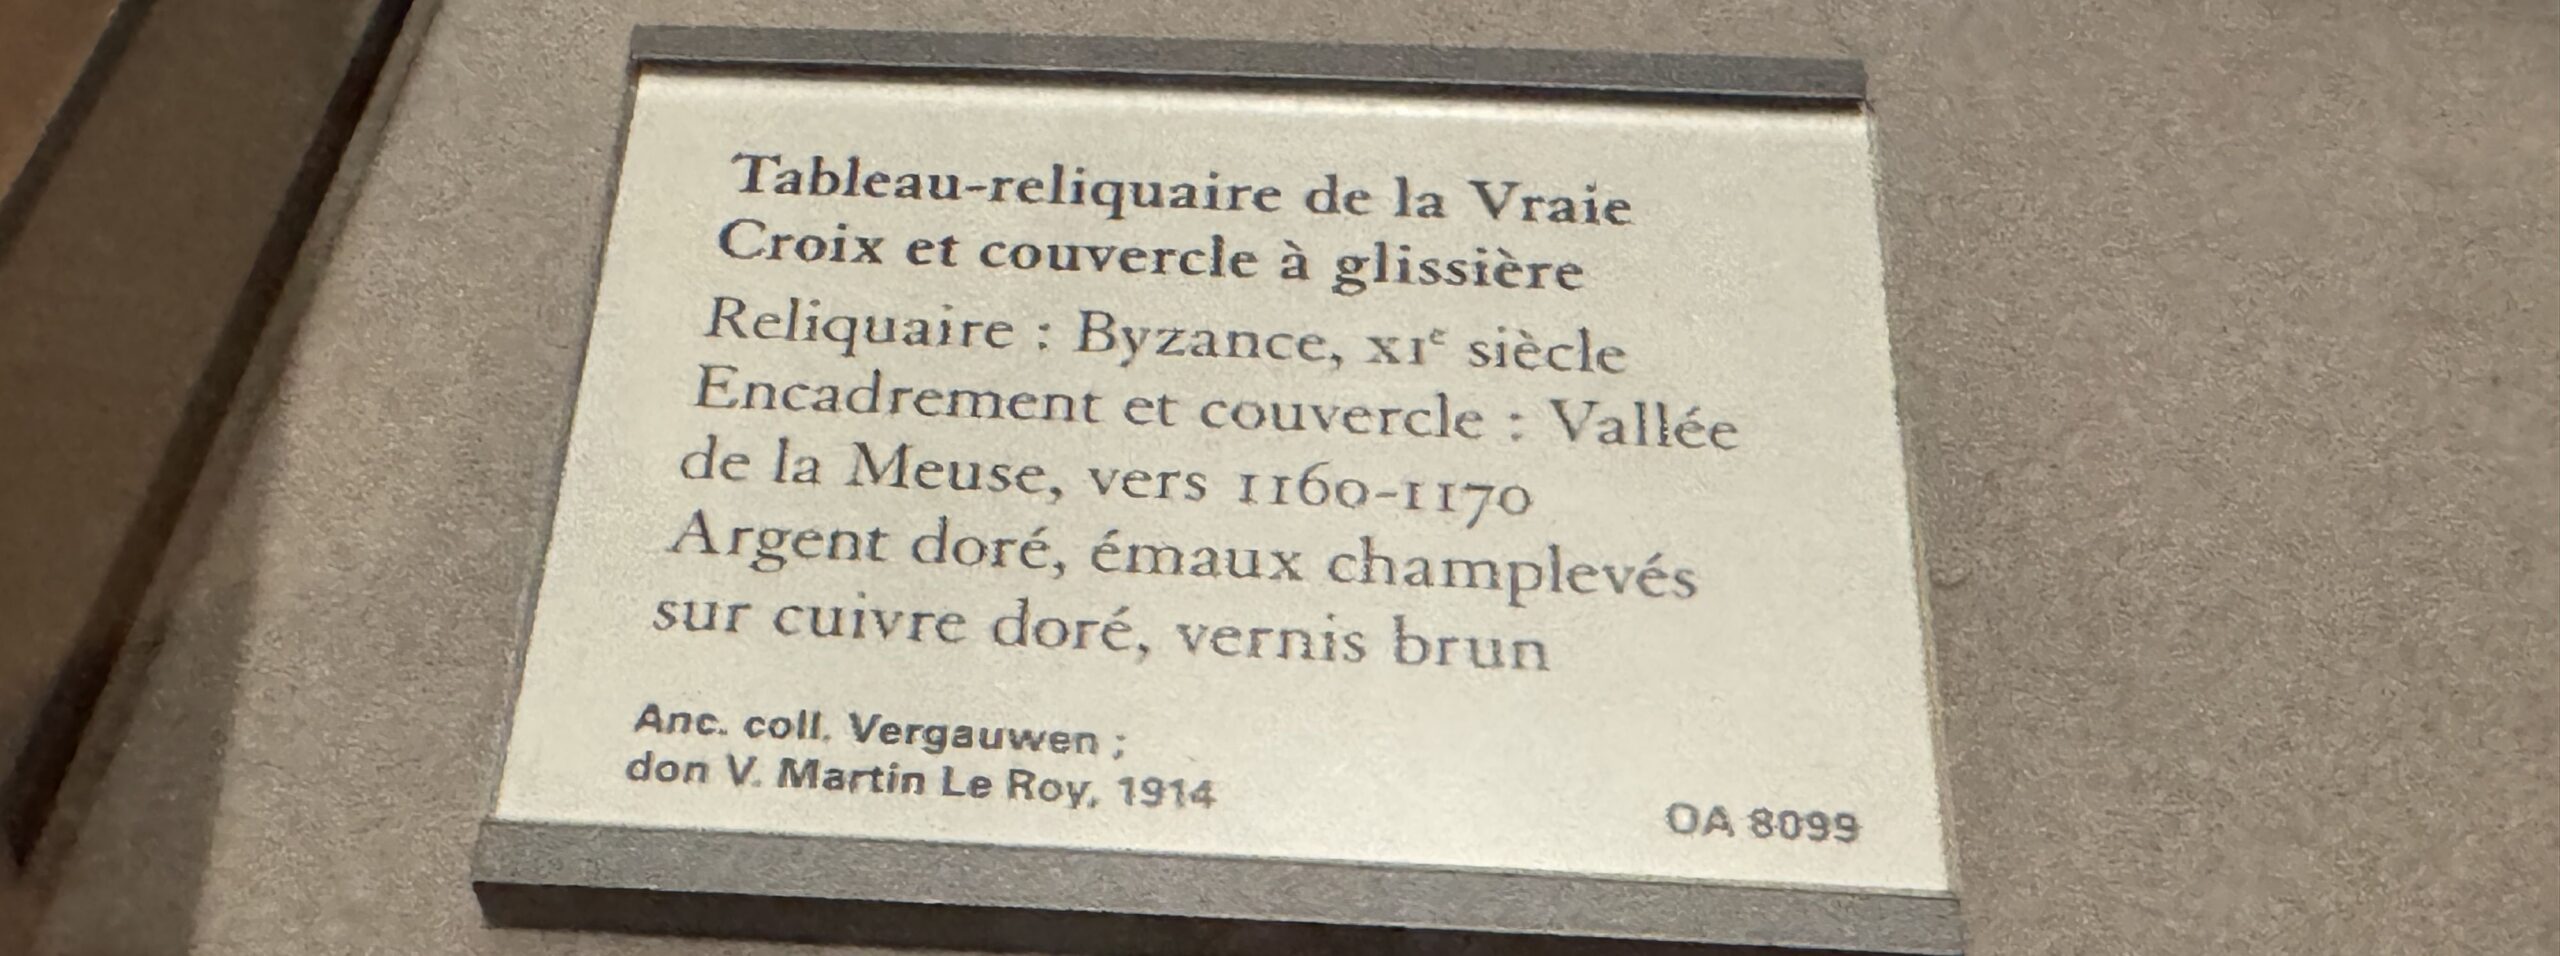 Tableau-reliquaire de la Vraie
Croix et couvercle à glissière
Reliquaire : Byzance, XIᵉ siècle
Encadrement et couvercle : Vallée
de la Meuse, vers 1160-1170
Argent doré, émaux champlevés
sur cuivre doré, vernis brun
Anc. coll. Vergauwen ;
don V. Martin Le Roy, 1914
OA 8099